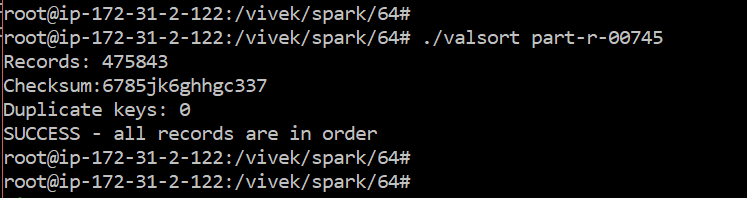 root@ip-172-31-2-122:/vivek/spark/64#
root@ip-172-31-2-122:/vivek/spark/64# ./valsort part-r-00745
Records: 475843
Checksum:6785jk6ghhgc337
Duplicate keys: 0
SUCCESS - all records are in order
root@ip-172-31-2-122:/vivek/spark/64#
root@ip-172-31-2-122:/vivek/spark/64#